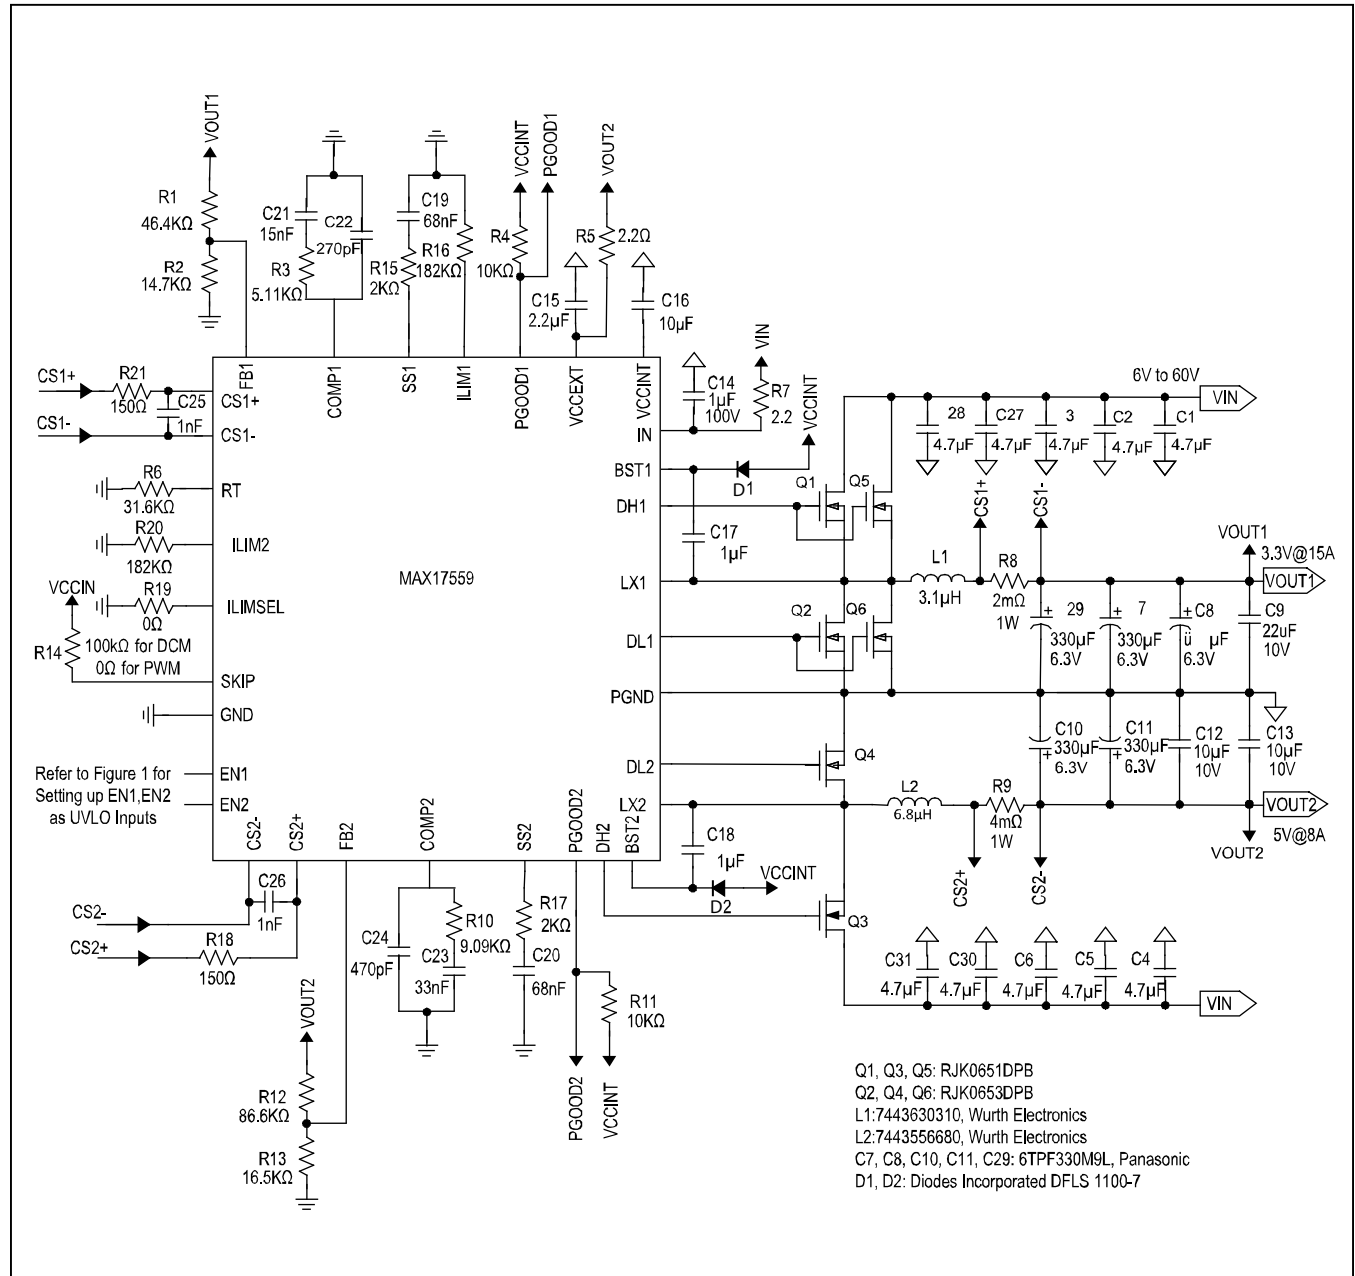 VOUT1
R1
46.4KΩ
R2
14.7KΩ
C21
15nF
C22
270pF
R3
5.11KΩ
C19
68nF
R15
2KΩ
R16
182KΩ
VCCINT
PGOOD1
R4
10KΩ
VOUT2
R5
2.2Ω
C15
2.2µF
C16
10µF
FB1
COMP1
SS1
ILIM1
PGOOD1
VCCEXT
VCCINT
CS1+
R21
150Ω
C25
1nF
CS1-
CS1+
CS1-
R6
31.6KΩ
RT
R20
182KΩ
ILIM2
VCCIN
R19
0Ω
ILIMSEL
R14
100kΩ for DCM
0Ω for PWM
SKIP
GND
Refer to Figure 1 for
Setting up EN1,EN2
as UVLO Inputs
EN1
EN2
MAX17559
IN
BST1
DH1
LX1
DL1
PGND
DL2
LX2
C14
1µF
100V
VIN
R7
2.2
VCCINT
D1
C17
1µF
Q1
Q5
Q2
Q6
Q4
Q3
6V to 60V
VIN
28
4.7µF
C27
4.7µF
3
4.7µF
C2
4.7µF
C1
4.7µF
CS1+
CS1-
L1
3.1µH
R8
2mΩ
1W
VOUT1
3.3V@15A
VOUT1
29
330µF
6.3V
7
330µF
6.3V
C8
ü µF
6.3V
C9
22uF
10V
C10
330µF
6.3V
C11
330µF
6.3V
C12
10µF
10V
C13
10µF
10V
L2
6.8µH
R9
4mΩ
1W
VOUT2
5V@8A
VOUT2
CS2+
CS2-
CS2-
CS2+
FB2
COMP2
SS2
PGOOD2
DH2
BST2
C18
1µF
D2
VCCINT
C26
1nF
CS2-
CS2+
R18
150Ω
C24
470pF
R10
9.09KΩ
C23
33nF
R17
2KΩ
C20
68nF
R11
10KΩ
PGOOD2
VCCINT
VOUT2
R12
86.6KΩ
R13
16.5KΩ
C31
4.7µF
C30
4.7µF
C6
4.7µF
C5
4.7µF
C4
4.7µF
VIN
Q1, Q3, Q5: RJK0651DPB
Q2, Q4, Q6: RJK0653DPB
L1:7443630310, Wurth Electronics
L2:7443556680, Wurth Electronics
C7, C8, C10, C11, C29: 6TPF330M9L, Panasonic
D1, D2: Diodes Incorporated DFLS 1100-7